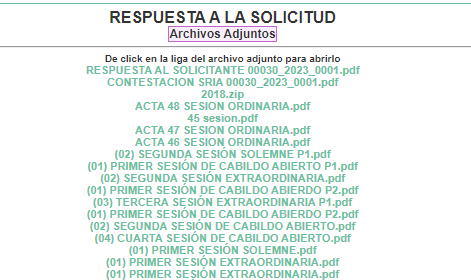 RESPUESTA A LA SOLICITUD
Archivos Adjuntos
De click en la liga del archivo adjunto para abrirlo
RESPUESTA AL SOLICITANTE 00030_2023_0001.pdf
CONTESTACION SRIA 00030_2023_0001.pdf
2018.zip
ACTA 48 SESION ORDINARIA.pdf
45 sesion.pdf
ACTA 47 SESION ORDINARIA.pdf
ACTA 46 SESION ORDINARIA.pdf
(02) SEGUNDA SESIÓN SOLEMNE P1.pdf
(01) PRIMER SESIÓN DE CABILDO ABIERTO P1.pdf
(02) SEGUNDA SESIÓN EXTRAORDINARIA.pdf
(01) PRIMER SESIÓN DE CABILDO ABIERDO P2.pdf
(03) TERCERA SESIÓN EXTRAORDINARIA P1.pdf
(01) PRIMER SESIÓN DE CABILDO ABIERDO P2.pdf
(02) SEGUNDA SESIÓN DE CABILDO ABIERTO.pdf
(04) CUARTA SESIÓN DE CABILDO ABIERTO.pdf
(01) PRIMER SESIÓN SOLEMNE.pdf
(01) PRIMER SESIÓN EXTRAORDINARIA.pdf
(01) PRIMER SESIÓN EXTRAORDINARIA.pdf